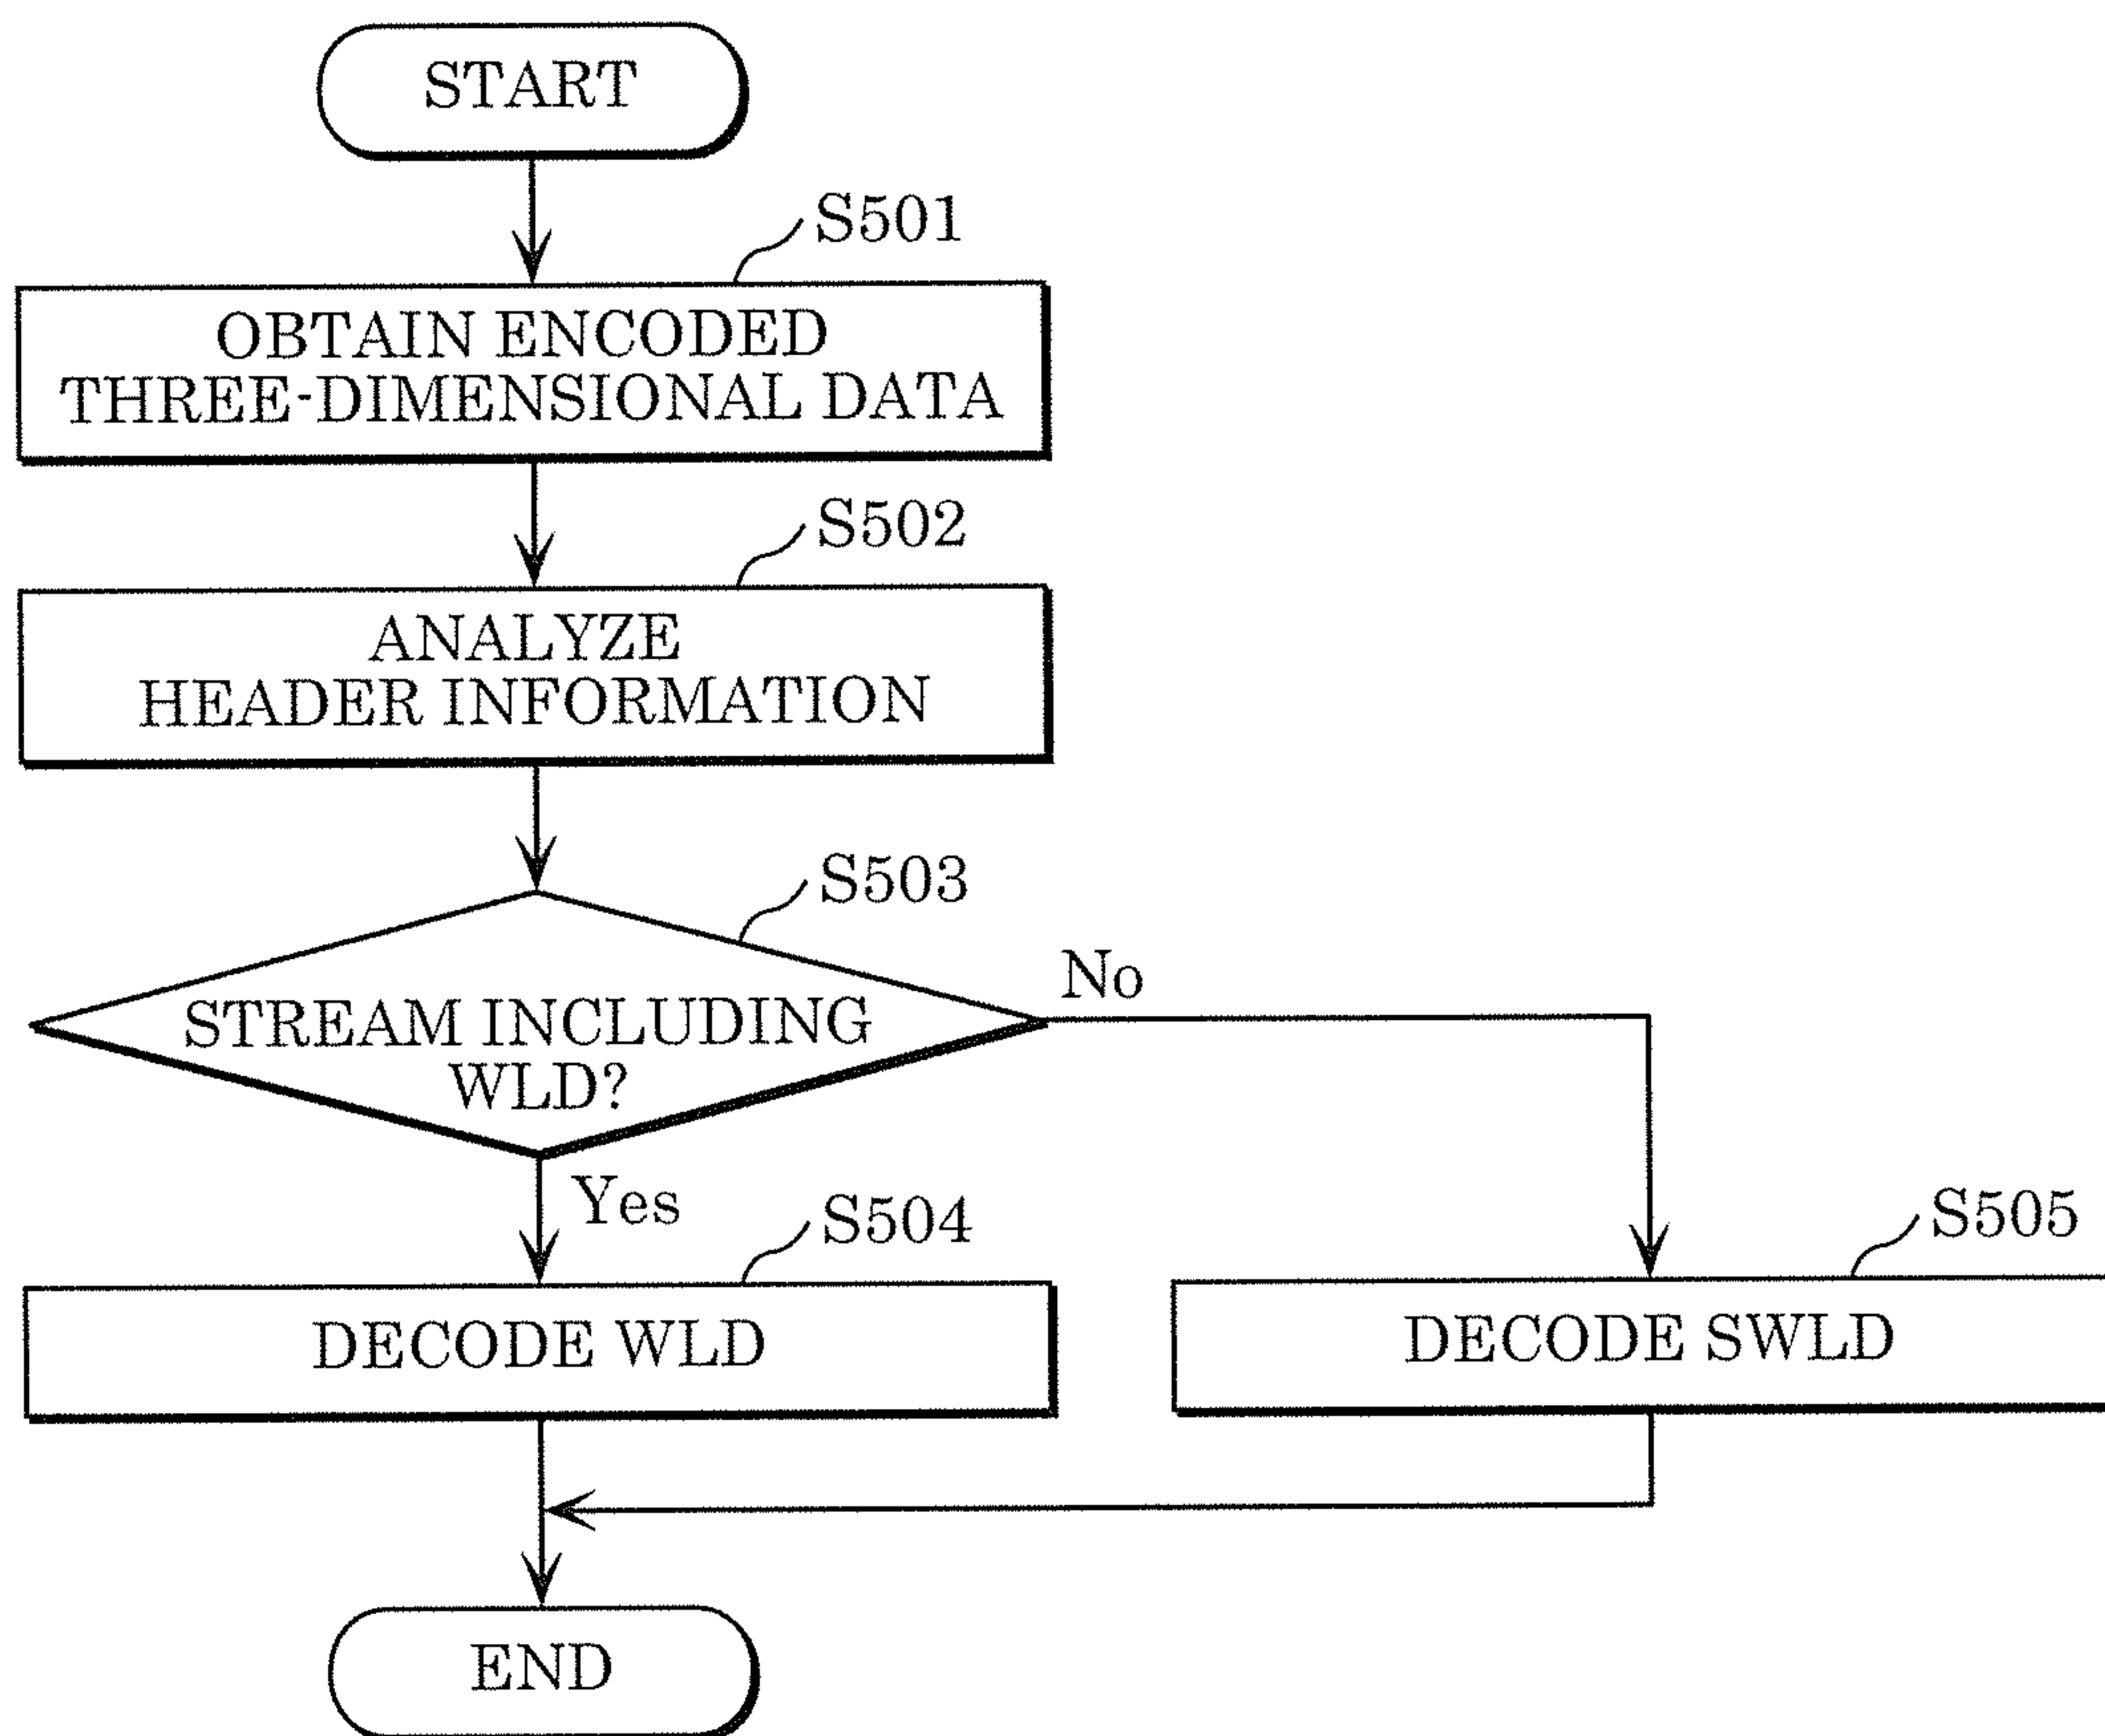 START
S501
OBTAIN ENCODED
THREE-DIMENSIONAL DATA
S502
ANALYZE
HEADER INFORMATION
S503
STREAM INCLUDING
WLD?
No
Yes
S504
DECODE WLD
S505
DECODE SWLD
END